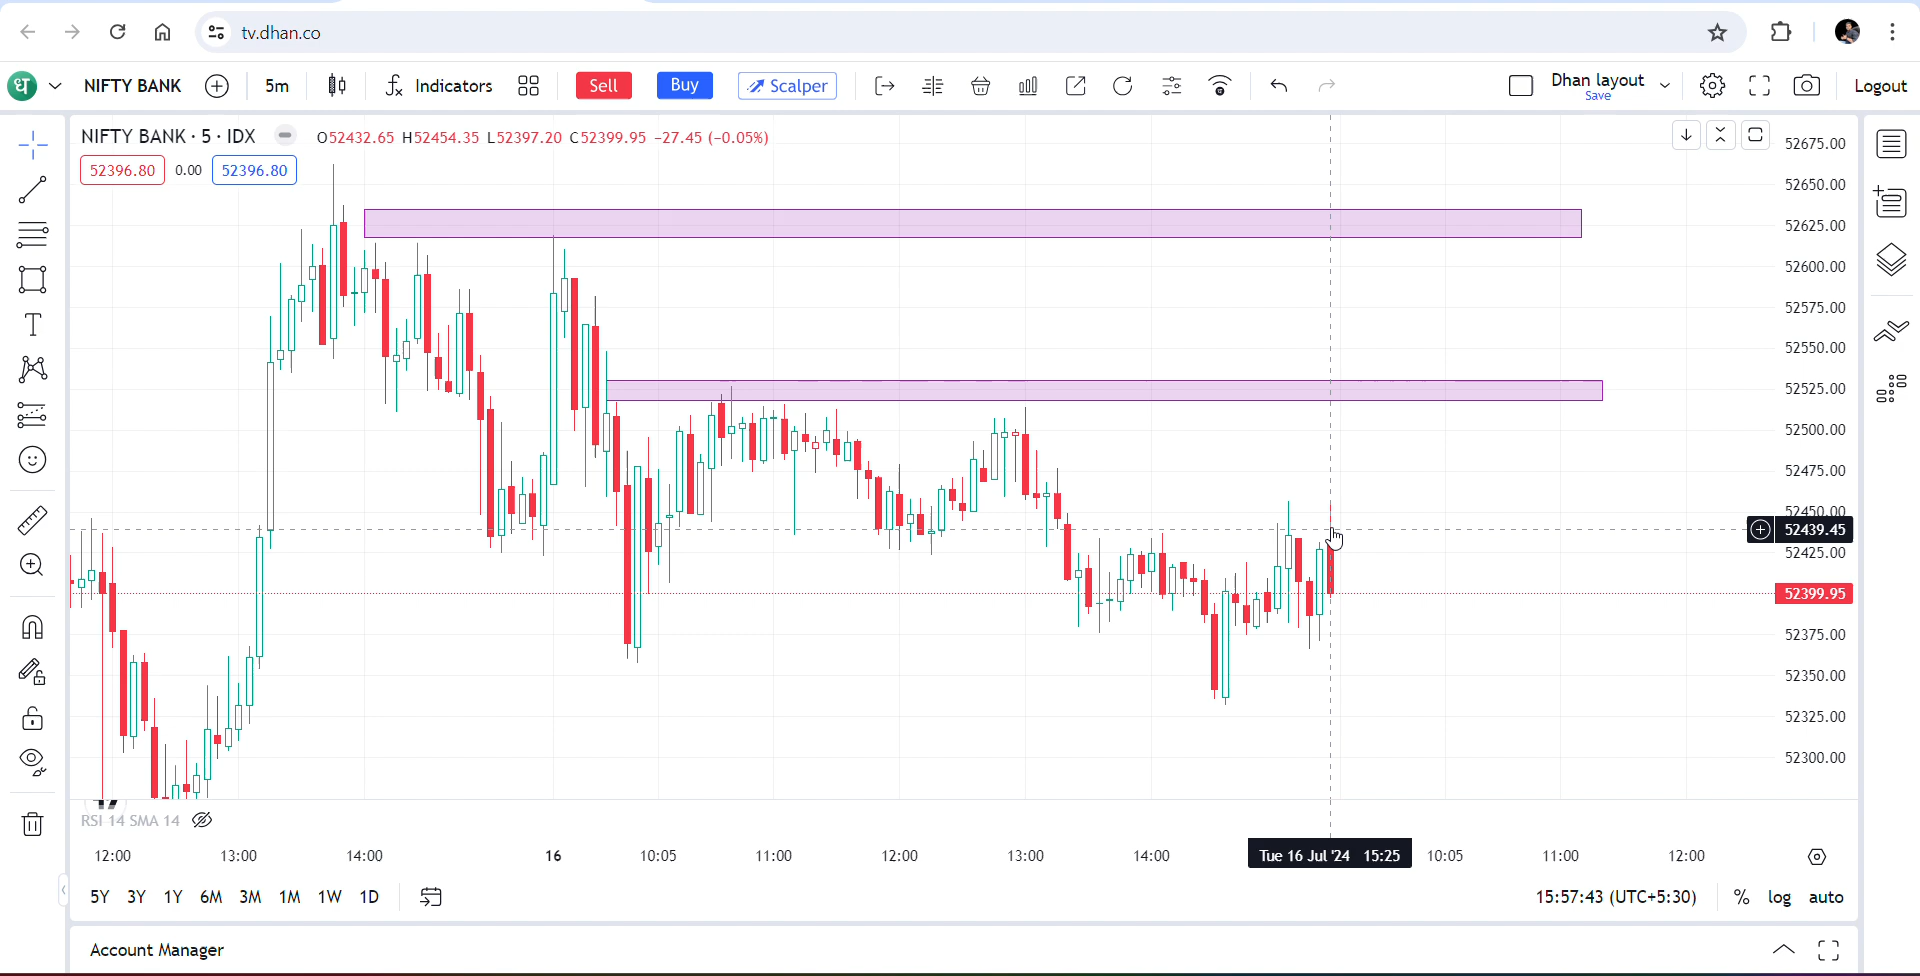 tv.dhan.co
NIFTY BANK
5m
Indicators
Sell
Buy
Scalper
Dhan layout
Save
Logout
NIFTY BANK · 5 · IDX
O52432.65 H52454.35 L52397.20 C52399.95 −27.45 (−0.05%)
52396.80 0.00 52396.80
52675.00
52650.00
52625.00
52600.00
52575.00
52550.00
52525.00
52500.00
52475.00
52450.00
52439.45
52425.00
52399.95
52375.00
52350.00
52325.00
52300.00
RSI 14 SMA 14
12:00 13:00 14:00 16 10:05 11:00 12:00 13:00 14:00 Tue 16 Jul '24 15:25 10:05 11:00 12:00
5Y 3Y 1Y 6M 3M 1M 1W 1D
15:57:43 (UTC+5:30) % log auto
Account Manager